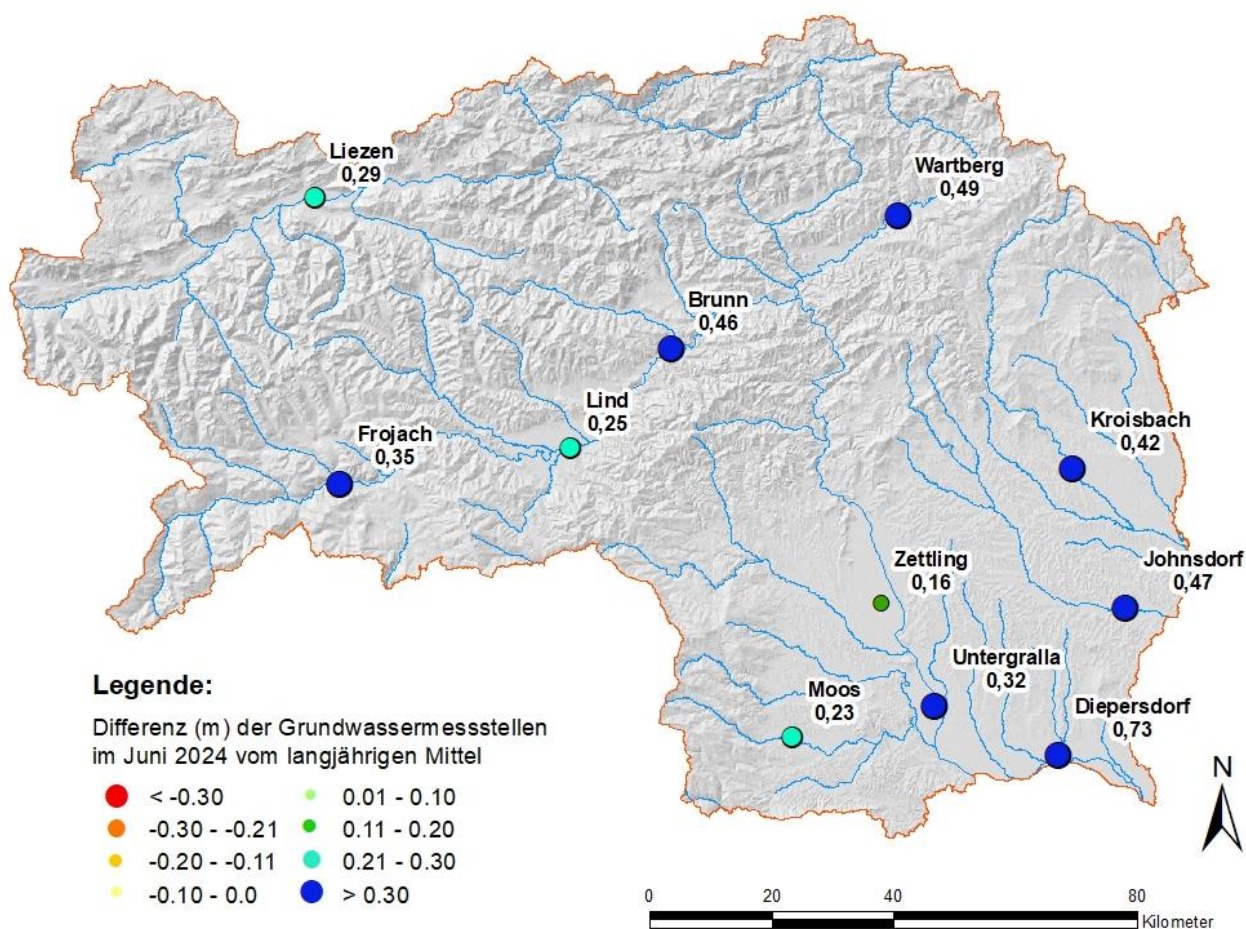 Liezen
0,29
Wartberg
0,49
Brunn
0,46
Lind
0,25
Frojach
0,35
Kroisbach
0,42
Zettling
0,16
Johnsdorf
0,47
Untergralla
0,32
Moos
0,23
Diepersdorf
0,73
Legende:
Differenz (m) der Grundwassermessstellen
im Juni 2024 vom langjährigen Mittel
< -0.30
-0.30 - -0.21
-0.20 - -0.11
-0.10 - 0.0
0.01 - 0.10
0.11 - 0.20
0.21 - 0.30
> 0.30
N
0 20 40 80
Kilometer